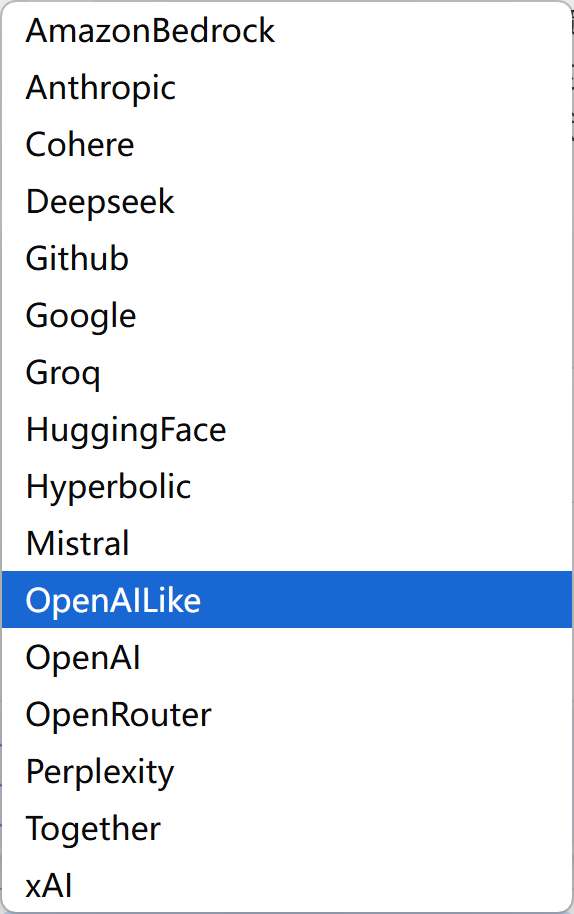 AmazonBedrock
Anthropic
Cohere
Deepseek
Github
Google
Groq
HuggingFace
Hyperbolic
Mistral
OpenAILike
OpenAI
OpenRouter
Perplexity
Together
xAI